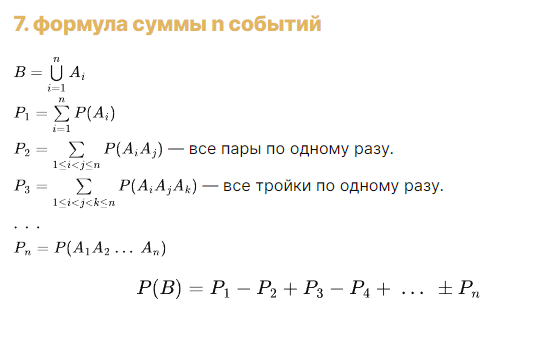 7. формула суммы n событий
$B = \bigcup_{i=1}^{n} A_i$
$P_1 = \sum_{i=1}^{n} P(A_i)$
$P_2 = \sum_{1 \leq i < j \leq n} P(A_i A_j)$ — все пары по одному разу.
$P_3 = \sum_{1 \leq i < j < k \leq n} P(A_i A_j A_k)$ — все тройки по одному разу.
. . .
$P_n = P(A_1 A_2 \ldots A_n)$
$P(B) = P_1 - P_2 + P_3 - P_4 + \ldots \pm P_n$